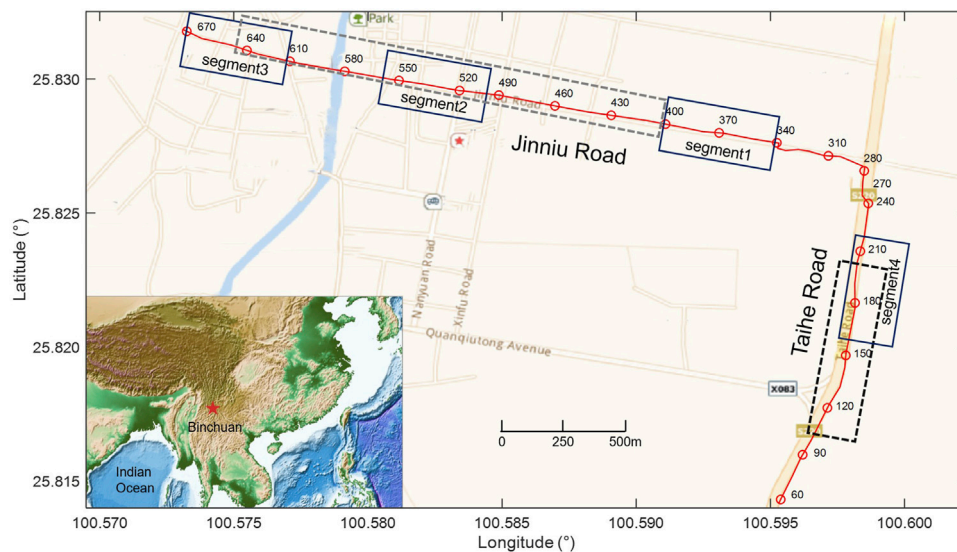 Park
670
640
610
580
550
520
490
460
430
400
370
340
310
280
270
240
210
180
150
120
90
60
segment3
segment2
segment1
segment4
Jinniu Road
Taihe Road
Nanyuan Road
Xinfu Road
Quanqiutong Avenue
X083
0 250 500m
Binchuan
Indian
Ocean
25.830
25.825
25.820
25.815
Latitude (°)
100.570 100.575 100.580 100.585 100.590 100.595 100.600
Longitude (°)